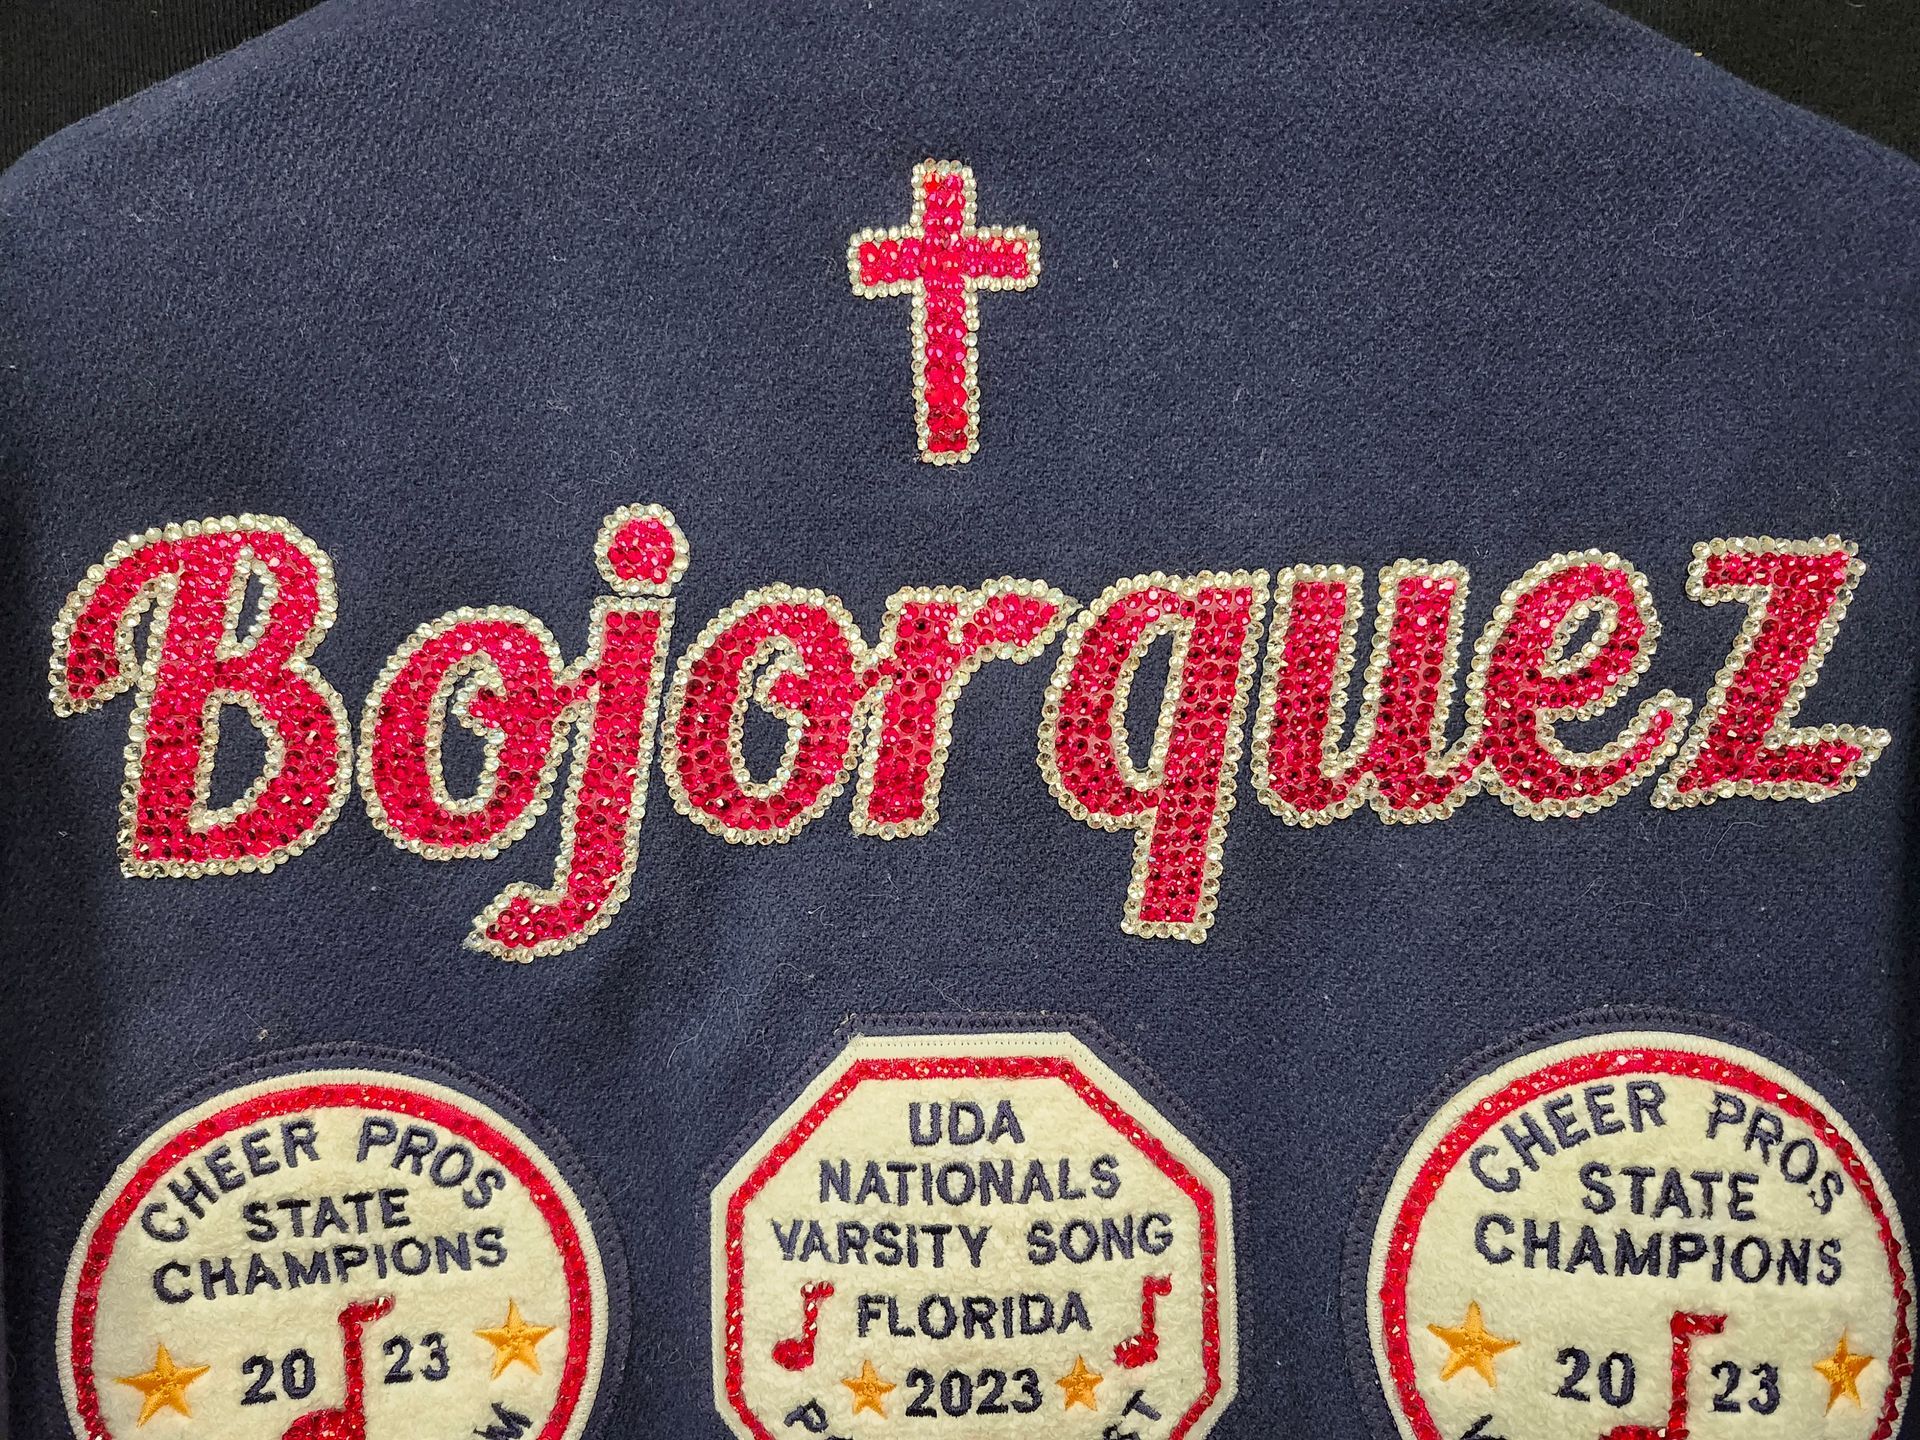 Bojorquez
CHEER PROS
STATE
CHAMPIONS
20 23
UDA
NATIONALS
VARSITY SONG
FLORIDA
2023
CHEER PROS
STATE
CHAMPIONS
20 23